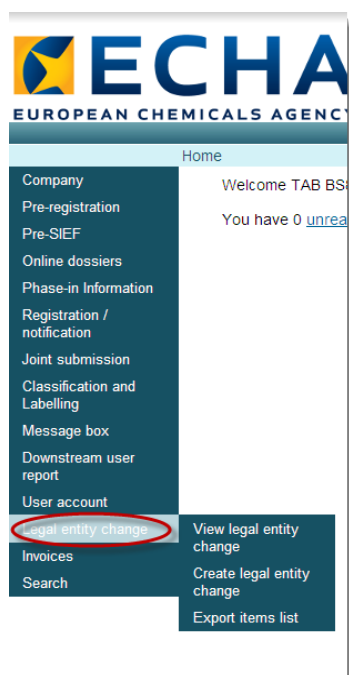 ECHA
EUROPEAN CHEMICALS AGENCY
Home
Company
Pre-registration
Pre-SIEF
Online dossiers
Phase-in Information
Registration /
notification
Joint submission
Classification and
Labelling
Message box
Downstream user
report
User account
Legal entity change
Invoices
Search
Welcome TAB BS
You have 0 unrea
View legal entity
change
Create legal entity
change
Export items list